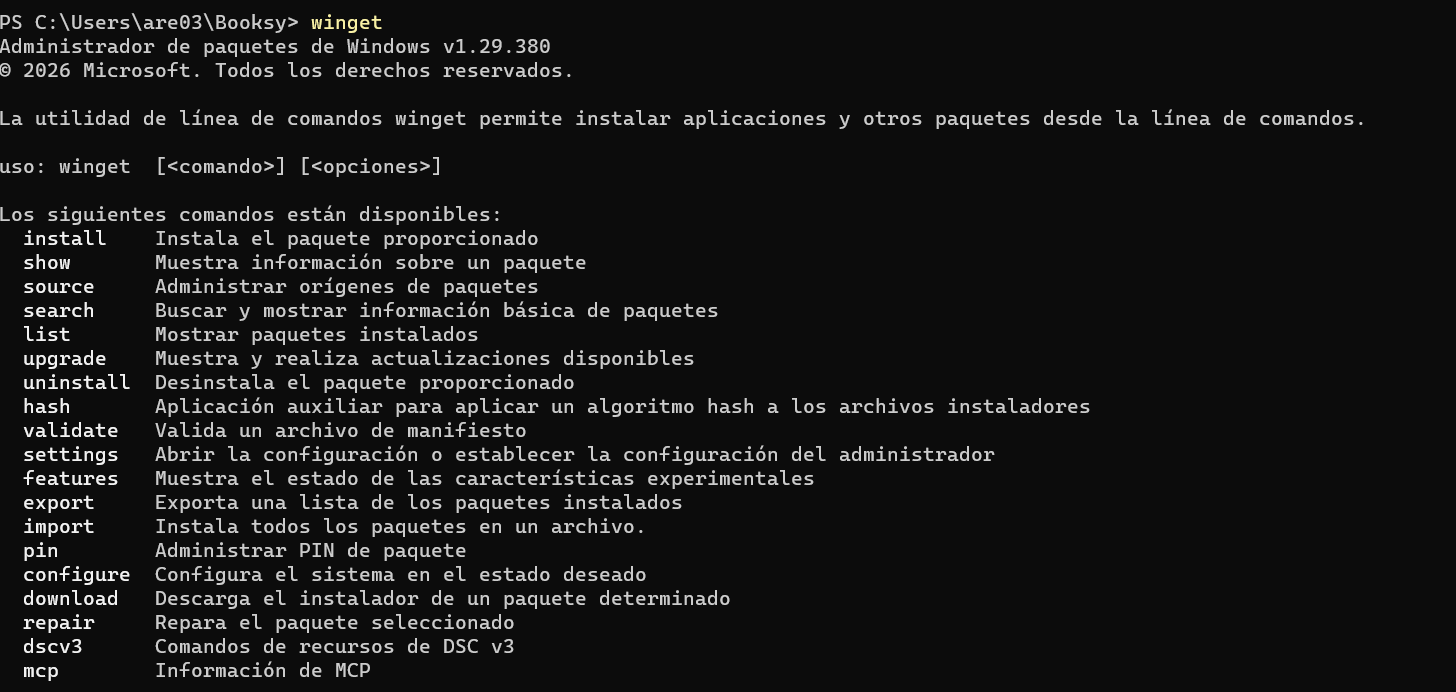 PS C:\Users\are03\Booksy> winget
Administrador de paquetes de Windows v1.29.380
© 2026 Microsoft. Todos los derechos reservados.
La utilidad de línea de comandos winget permite instalar aplicaciones y otros paquetes desde la línea de comandos.
uso: winget  [<comando>] [<opciones>]
Los siguientes comandos están disponibles:
  install    Instala el paquete proporcionado
  show       Muestra información sobre un paquete
  source     Administrar orígenes de paquetes
  search     Buscar y mostrar información básica de paquetes
  list       Mostrar paquetes instalados
  upgrade    Muestra y realiza actualizaciones disponibles
  uninstall  Desinstala el paquete proporcionado
  hash       Aplicación auxiliar para aplicar un algoritmo hash a los archivos instaladores
  validate   Valida un archivo de manifiesto
  settings   Abrir la configuración o establecer la configuración del administrador
  features   Muestra el estado de las características experimentales
  export     Exporta una lista de los paquetes instalados
  import     Instala todos los paquetes en un archivo.
  pin        Administrar PIN de paquete
  configure  Configura el sistema en el estado deseado
  download   Descarga el instalador de un paquete determinado
  repair     Repara el paquete seleccionado
  dscv3      Comandos de recursos de DSC v3
  mcp        Información de MCP